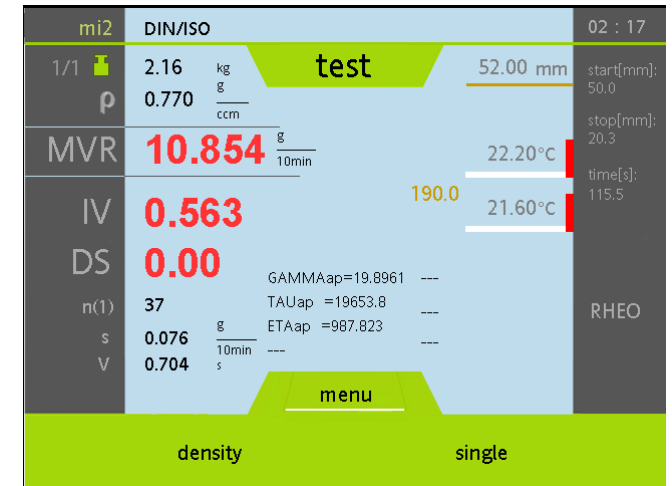 mi2 DIN/ISO 02 : 17
1/1 2.16 kg test 52.00 mm start[mm]:
50.0
ρ 0.770 g
ccm
stop[mm]:
20.3
MVR 10.854 g
10min
22.20°C
time[s]:
115.5
190.0
IV 0.563 21.60°C
DS 0.00
GAMMAap=19.8961 ---
n(1) 37 TAUap =19653.8 ---
RHEO
s 0.076 g
10min
ETAap =987.823 ---
---
V 0.704 s
menu
density single